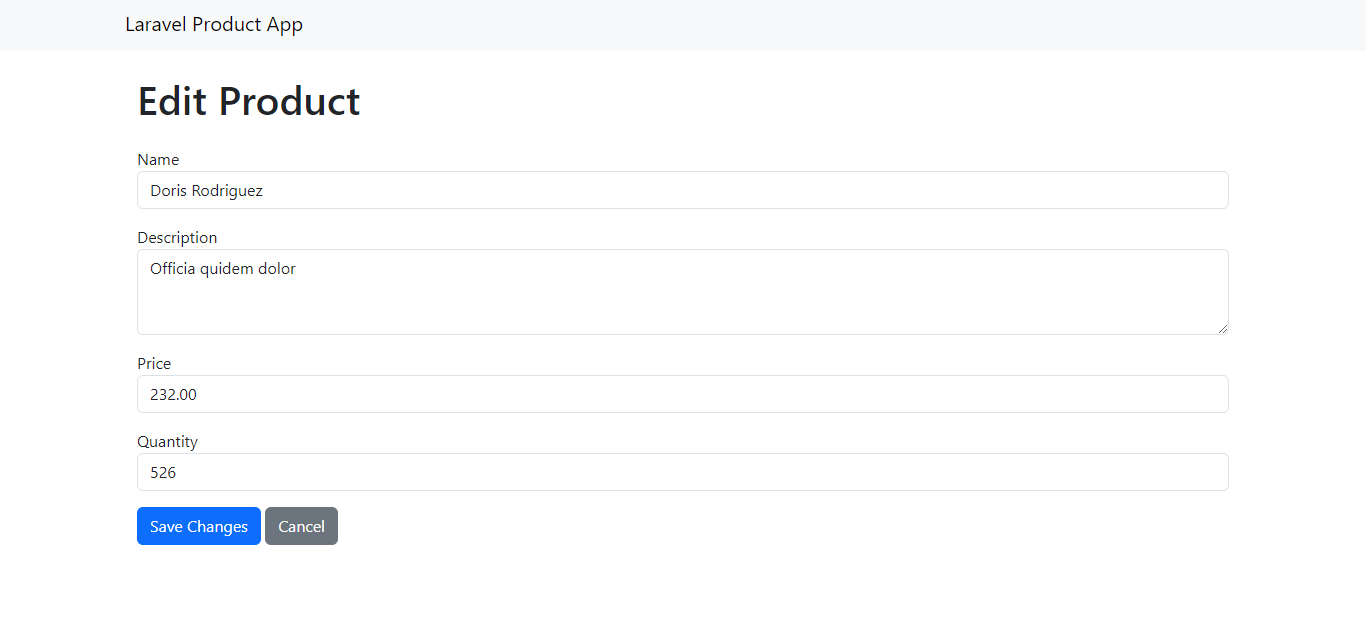 Laravel Product App
Edit Product
Name
Doris Rodriguez
Description
Officia quidem dolor
Price
232.00
Quantity
526
Save Changes Cancel